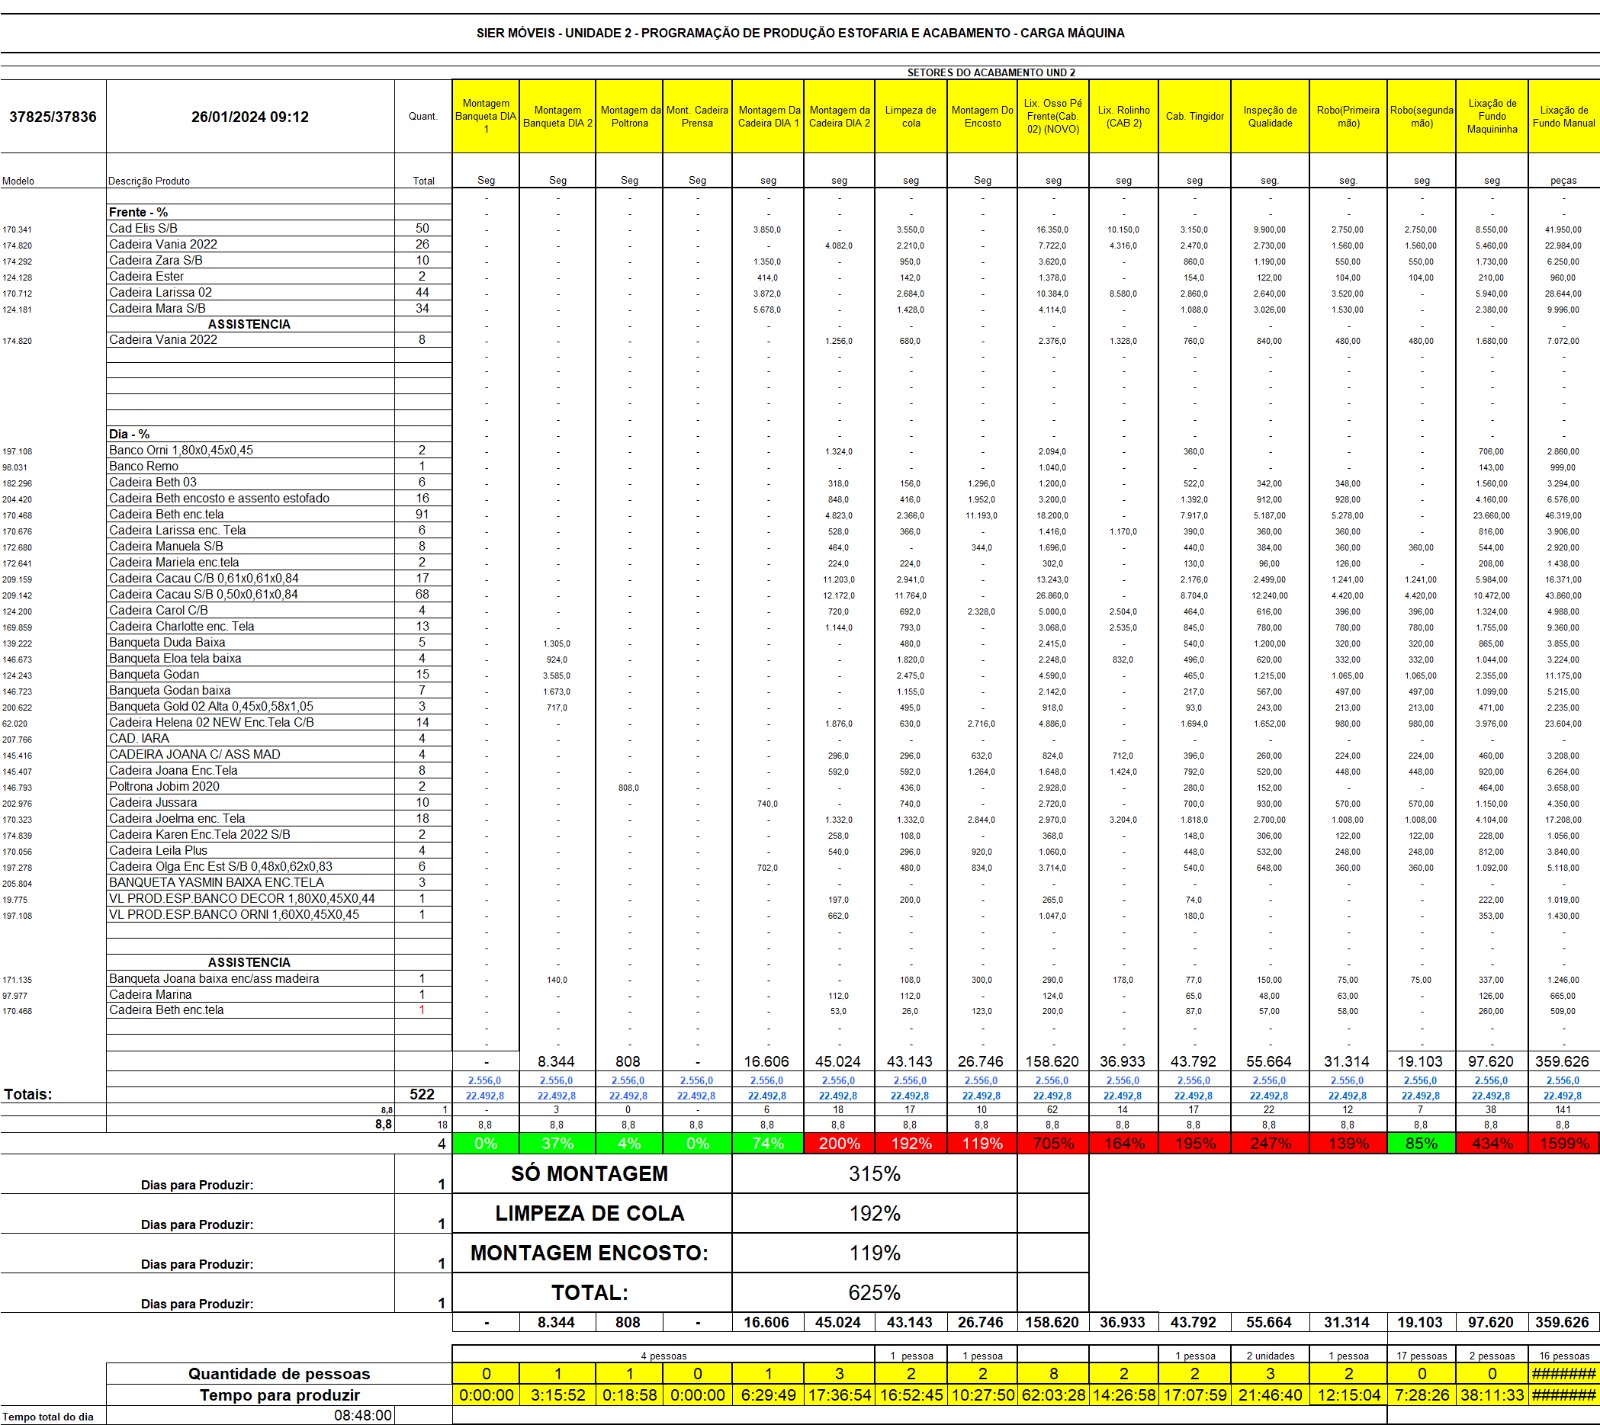 SIER MÓVEIS - UNIDADE 2 - PROGRAMAÇÃO DE PRODUÇÃO ESTOFARIA E ACABAMENTO - CARGA MÁQUINA
SETORES DO ACABAMENTO UND 2
37825/37836 26/01/2024 09:12 Quant. Montagem Banqueta DIA 1 Montagem Banqueta DIA 2 Montagem da Poltrona Mont. Cadeira Prensa Montagem Da Cadeira DIA 1 Montagem da Cadeira DIA 2 Limpeza de cola Montagem Do Encosto Lix. Osso Pé Frente(Cab. 02) (NOVO) Lix. Rolinho (CAB 2) Cab. Tingidor Inspeção de Qualidade Robo(Primeira mão) Robo(segunda mão) Lixação de Fundo Maquininha Lixação de Fundo Manual
Modelo Descrição Produto Total Seg Seg Seg Seg seg seg seg Seg seg seg seg seg. seg. seg seg peças
- - - - - - - - - - - - - - - -
Frente - % - - - - - - - - - - - - - - - -
170.341 Cad Elis S/B 50 - - - - 3.850,0 - 3.550,0 - 16.350,0 10.150,0 3.150,0 9.900,00 2.750,00 2.750,00 8.550,00 41.950,00
174.820 Cadeira Vania 2022 26 - - - - - 4.082,0 2.210,0 - 7.722,0 4.316,0 2.470,0 2.730,00 1.560,00 1.560,00 5.460,00 22.984,00
174.292 Cadeira Zara S/B 10 - - - - 1.350,0 - 950,0 - 3.620,0 - 860,0 1.190,00 550,00 550,00 1.730,00 6.250,00
124.128 Cadeira Ester 2 - - - - 414,0 - 142,0 - 1.378,0 - 154,0 122,00 104,00 104,00 210,00 960,00
170.712 Cadeira Larissa 02 44 - - - - 3.872,0 - 2.684,0 - 10.384,0 8.580,0 2.860,0 2.640,00 3.520,00 - 5.940,00 28.644,00
124.181 Cadeira Mara S/B 34 - - - - 5.678,0 - 1.428,0 - 4.114,0 - 1.088,0 3.026,00 1.530,00 - 2.380,00 9.996,00
ASSISTENCIA - - - - - - - - - - - - - - - -
174.820 Cadeira Vania 2022 8 - - - - - 1.256,0 680,0 - 2.376,0 1.328,0 760,0 840,00 480,00 480,00 1.680,00 7.072,00
- - - - - - - - - - - - - - - -
- - - - - - - - - - - - - - - -
- - - - - - - - - - - - - - - -
- - - - - - - - - - - - - - - -
- - - - - - - - - - - - - - - -
Dia - % - - - - - - - - - - - - - - - -
197.108 Banco Orni 1,80x0,45x0,45 2 - - - - - 1.324,0 - - 2.094,0 - 360,0 - - - 706,00 2.860,00
98.031 Banco Remo 1 - - - - - - - - 1.040,0 - - - - - 143,00 999,00
182.296 Cadeira Beth 03 6 - - - - - 318,0 156,0 1.296,0 1.200,0 - 522,0 342,00 348,00 - 1.560,00 3.294,00
204.420 Cadeira Beth encosto e assento estofado 16 - - - - - 848,0 416,0 1.952,0 3.200,0 - 1.392,0 912,00 928,00 - 4.160,00 6.576,00
170.468 Cadeira Beth enc.tela 91 - - - - - 4.823,0 2.366,0 11.193,0 18.200,0 - 7.917,0 5.187,00 5.278,00 - 23.660,00 46.319,00
170.676 Cadeira Larissa enc. Tela 6 - - - - - 528,0 366,0 - 1.416,0 1.170,0 390,0 360,00 360,00 - 816,00 3.906,00
172.680 Cadeira Manuela S/B 8 - - - - - 464,0 - 344,0 1.696,0 - 440,0 384,00 360,00 360,00 544,00 2.920,00
172.641 Cadeira Mariela enc.tela 2 - - - - - 224,0 224,0 - 302,0 - 130,0 96,00 126,00 - 208,00 1.438,00
209.159 Cadeira Cacau C/B 0,61x0,61x0,84 17 - - - - - 11.203,0 2.941,0 - 13.243,0 - 2.176,0 2.499,00 1.241,00 1.241,00 5.984,00 16.371,00
209.142 Cadeira Cacau S/B 0,50x0,61x0,84 68 - - - - - 12.172,0 11.764,0 - 26.860,0 - 8.704,0 12.240,00 4.420,00 4.420,00 10.472,00 43.860,00
124.200 Cadeira Carol C/B 4 - - - - - 720,0 692,0 2.328,0 5.000,0 2.504,0 464,0 616,00 396,00 396,00 1.324,00 4.988,00
169.859 Cadeira Charlotte enc. Tela 13 - - - - - 1.144,0 793,0 - 3.068,0 2.535,0 845,0 780,00 780,00 780,00 1.755,00 9.360,00
139.222 Banqueta Duda Baixa 5 - 1.305,0 - - - - 480,0 - 2.415,0 - 540,0 1.200,00 320,00 320,00 865,00 3.855,00
146.673 Banqueta Eloa tela baixa 4 - 924,0 - - - - 1.820,0 - 2.248,0 832,0 496,0 620,00 332,00 332,00 1.044,00 3.224,00
124.243 Banqueta Godan 15 - 3.585,0 - - - - 2.475,0 - 4.590,0 - 465,0 1.215,00 1.065,00 1.065,00 2.355,00 11.175,00
146.723 Banqueta Godan baixa 7 - 1.673,0 - - - - 1.155,0 - 2.142,0 - 217,0 567,00 497,00 497,00 1.099,00 5.215,00
200.622 Banqueta Gold 02 Alta 0,45x0,58x1,05 3 - 717,0 - - - - 495,0 - 918,0 - 93,0 243,00 213,00 213,00 471,00 2.235,00
62.020 Cadeira Helena 02 NEW Enc.Tela C/B 14 - - - - - 1.876,0 630,0 2.716,0 4.886,0 - 1.694,0 1.652,00 980,00 980,00 3.976,00 23.604,00
207.766 CAD. IARA 4 - - - - - - - - - - - - - - - -
145.416 CADEIRA JOANA C/ ASS MAD 4 - - - - - 296,0 296,0 632,0 824,0 712,0 396,0 260,00 224,00 224,00 460,00 3.208,00
145.407 Cadeira Joana Enc.Tela 8 - - - - - 592,0 592,0 1.264,0 1.648,0 1.424,0 792,0 520,00 448,00 448,00 920,00 6.264,00
146.793 Poltrona Jobim 2020 2 - - 808,0 - - - 436,0 - 2.928,0 - 280,0 152,00 - - 464,00 3.658,00
202.976 Cadeira Jussara 10 - - - - 740,0 - 740,0 - 2.720,0 - 700,0 930,00 570,00 570,00 1.150,00 4.350,00
170.323 Cadeira Joelma enc. Tela 18 - - - - - 1.332,0 1.332,0 2.844,0 2.970,0 3.204,0 1.818,0 2.700,00 1.008,00 1.008,00 4.104,00 17.208,00
174.839 Cadeira Karen Enc.Tela 2022 S/B 2 - - - - - 258,0 108,0 - 368,0 - 148,0 306,00 122,00 122,00 228,00 1.056,00
170.056 Cadeira Leila Plus 4 - - - - - 540,0 296,0 920,0 1.060,0 - 448,0 532,00 248,00 248,00 812,00 3.840,00
197.278 Cadeira Olga Enc Est S/B 0,48x0,62x0,83 6 - - - - 702,0 - 480,0 834,0 3.714,0 - 540,0 648,00 360,00 360,00 1.092,00 5.118,00
205.804 BANQUETA YASMIN BAIXA ENC.TELA 3 - - - - - - - - - - - - - - - -
19.775 VL PROD.ESP.BANCO DECOR 1,80X0,45X0,44 1 - - - - - 197,0 200,0 - 265,0 - 74,0 - - - 222,00 1.019,00
197.108 VL PROD.ESP.BANCO ORNI 1,60X0,45X0,45 1 - - - - - 662,0 - - 1.047,0 - 180,0 - - - 353,00 1.430,00
- - - - - - - - - - - - - - - -
- - - - - - - - - - - - - - - -
ASSISTENCIA - - - - - - - - - - - - - - - -
171.135 Banqueta Joana baixa enc/ass madeira 1 - 140,0 - - - - 108,0 300,0 290,0 178,0 77,0 150,00 75,00 75,00 337,00 1.246,00
97.977 Cadeira Marina 1 - - - - - 112,0 112,0 - 124,0 - 65,0 48,00 63,00 - 126,00 665,00
170.468 Cadeira Beth enc.tela 1 - - - - - 53,0 26,0 123,0 200,0 - 87,0 57,00 58,00 - 260,00 509,00
- - - - - - - - - - - - - - - -
- - - - - - - - - - - - - - - -
- 8.344 808 - 16.606 45.024 43.143 26.746 158.620 36.933 43.792 55.664 31.314 19.103 97.620 359.626
2.556,0 2.556,0 2.556,0 2.556,0 2.556,0 2.556,0 2.556,0 2.556,0 2.556,0 2.556,0 2.556,0 2.556,0 2.556,0 2.556,0 2.556,0 2.556,0
Totais: 522 22.492,8 22.492,8 22.492,8 22.492,8 22.492,8 22.492,8 22.492,8 22.492,8 22.492,8 22.492,8 22.492,8 22.492,8 22.492,8 22.492,8 22.492,8 22.492,8
8,8 1 - 3 0 - 6 18 17 10 62 14 17 22 12 7 38 141
8,8 18 8,8 8,8 8,8 8,8 8,8 8,8 8,8 8,8 8,8 8,8 8,8 8,8 8,8 8,8 8,8 8,8
4 0% 37% 4% 0% 74% 200% 192% 119% 705% 164% 195% 247% 139% 85% 434% 1599%
Dias para Produzir: 1 SÓ MONTAGEM 315%
Dias para Produzir: 1 LIMPEZA DE COLA 192%
Dias para Produzir: 1 MONTAGEM ENCOSTO: 119%
Dias para Produzir: 1 TOTAL: 625%
- 8.344 808 - 16.606 45.024 43.143 26.746 158.620 36.933 43.792 55.664 31.314 19.103 97.620 359.626
4 pessoas 1 pessoa 1 pessoa 1 pessoa 2 unidades 1 pessoa 17 pessoas 2 pessoas 16 pessoas
Quantidade de pessoas 0 1 1 0 1 3 2 2 8 2 2 3 2 0 0 #######
Tempo para produzir 0:00:00 3:15:52 0:18:58 0:00:00 6:29:49 17:36:54 16:52:45 10:27:50 62:03:28 14:26:58 17:07:59 21:46:40 12:15:04 7:28:26 38:11:33 #######
Tempo total do dia 08:48:00